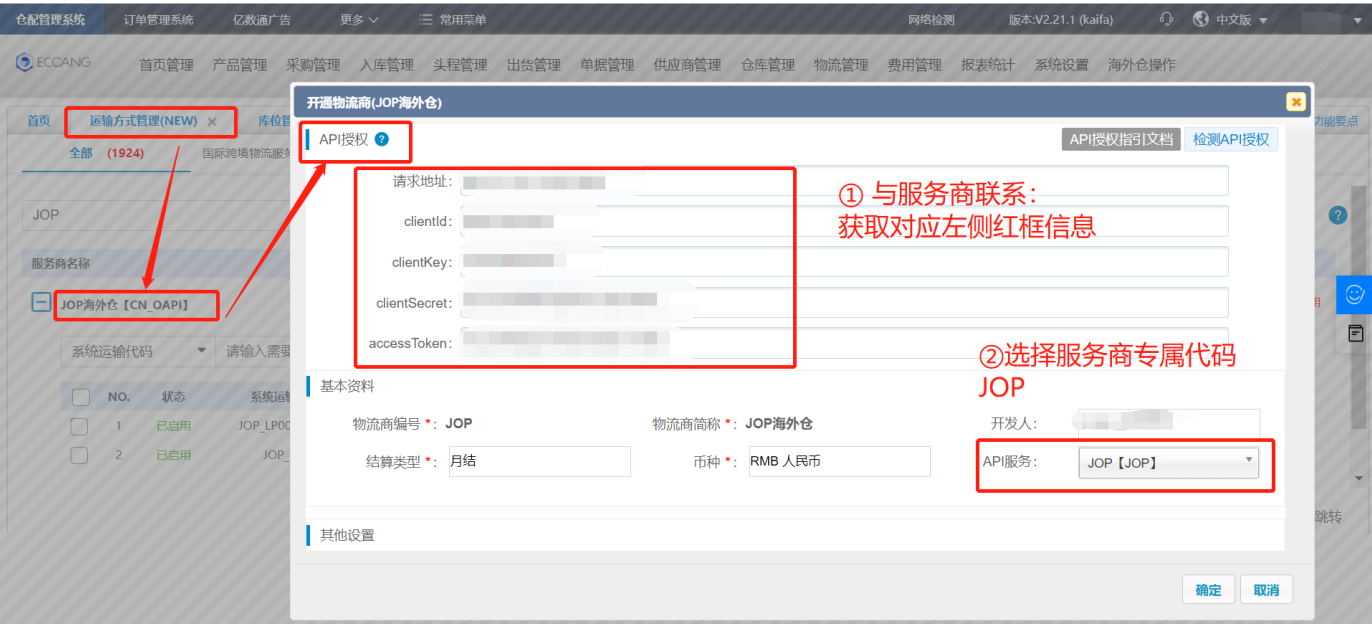 仓配管理系统 订单管理系统 亿数通广告 更多 常用菜单 网络检测 版本:V2.21.1 (kaifa) 中文版
ECCANG 首页管理 产品管理 采购管理 入库管理 头程管理 出货管理 单据管理 供应商管理 仓库管理 物流管理 费用管理 报表统计 系统设置 海外仓操作
开通物流商(JOP海外仓)
首页 运输方式管理(NEW) 库位管 功能要点
API授权 API授权指引文档 检测API授权
全部 (1924) 国际跨境物流服务
请求地址:
① 与服务商联系:
获取对应左侧红框信息
JOP
clientId:
服务商名称
clientKey:
JOP海外仓【CN_OAPI】
clientSecret:
accessToken:
系统运输代码 请输入需要
②选择服务商专属代码
JOP
基本资料
NO. 状态 系统运输
物流商编号 *: JOP 物流商简称 *: JOP海外仓 开发人:
1 已启用 JOP_LP00
结算类型 *: 月结 币种 *: RMB 人民币 API服务: JOP【JOP】
2 已启用 JOP_
跳转
其他设置
确定 取消